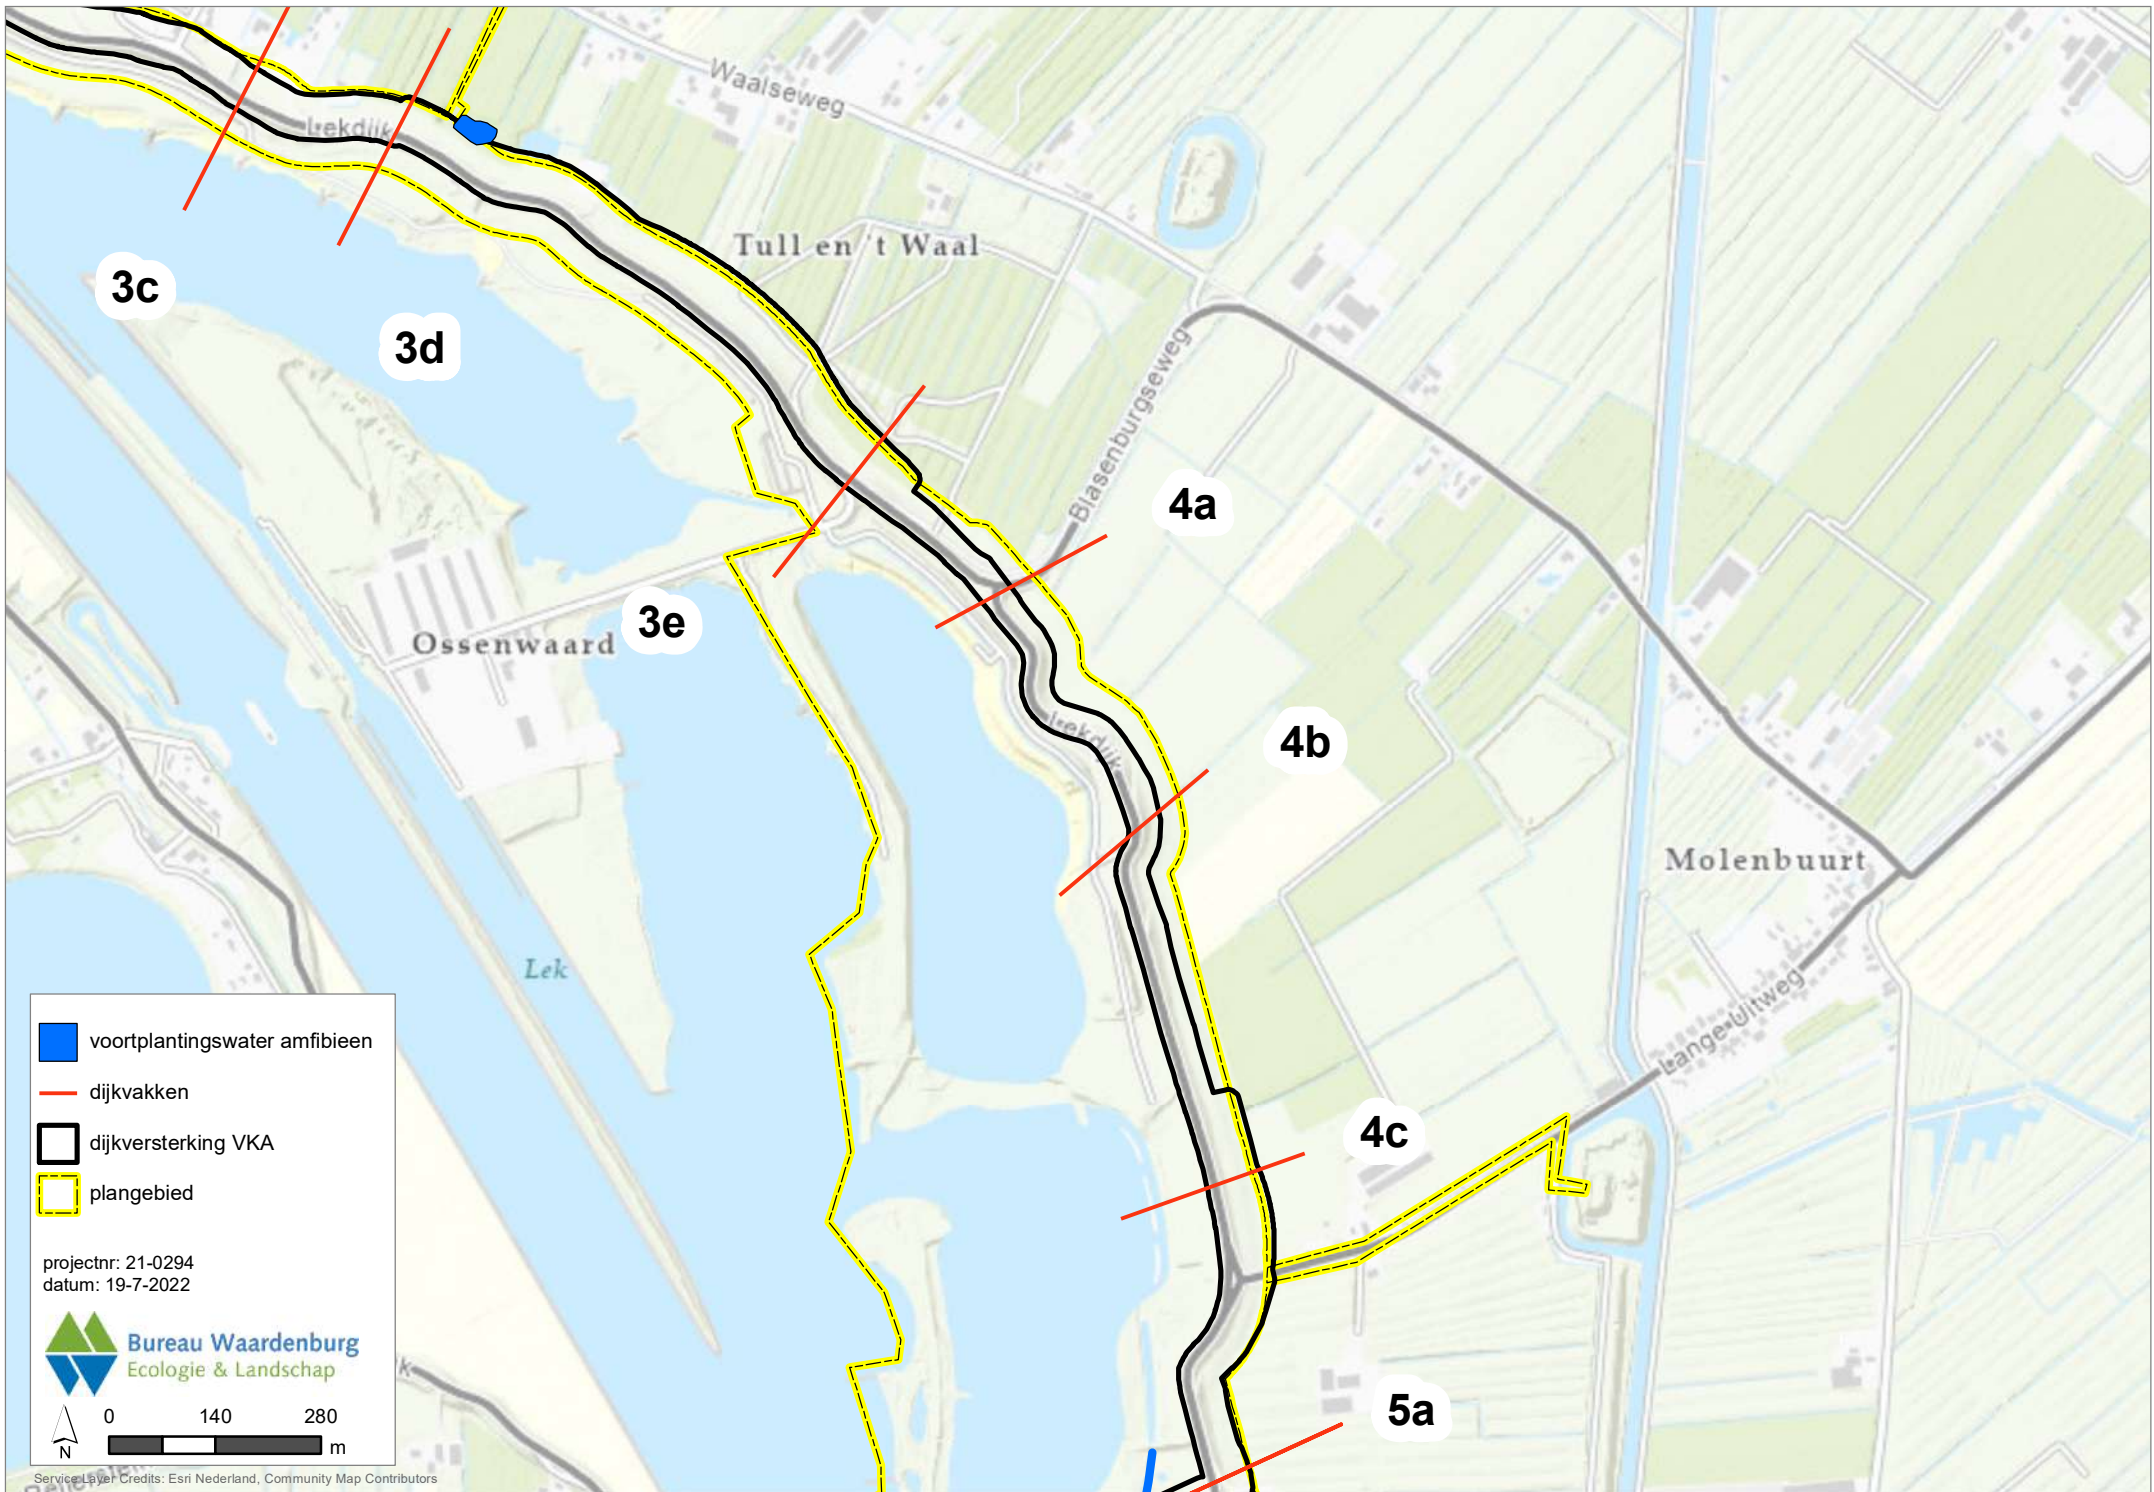 Waalseweg
Lekdijk
Tull en 't Waal
3c
3d
Blasenburgseweg
4a
3e
Ossenwaard
Lekdijk
4b
Molenbuurt
Lek
Lange Uitweg
4c
5a
voortplantingswater amfibieen
dijkvakken
dijkversterking VKA
plangebied
projectnr: 21-0294
datum: 19-7-2022
Bureau Waardenburg
Ecologie & Landschap
0 140 280
m
N
Service Layer Credits: Esri Nederland, Community Map Contributors